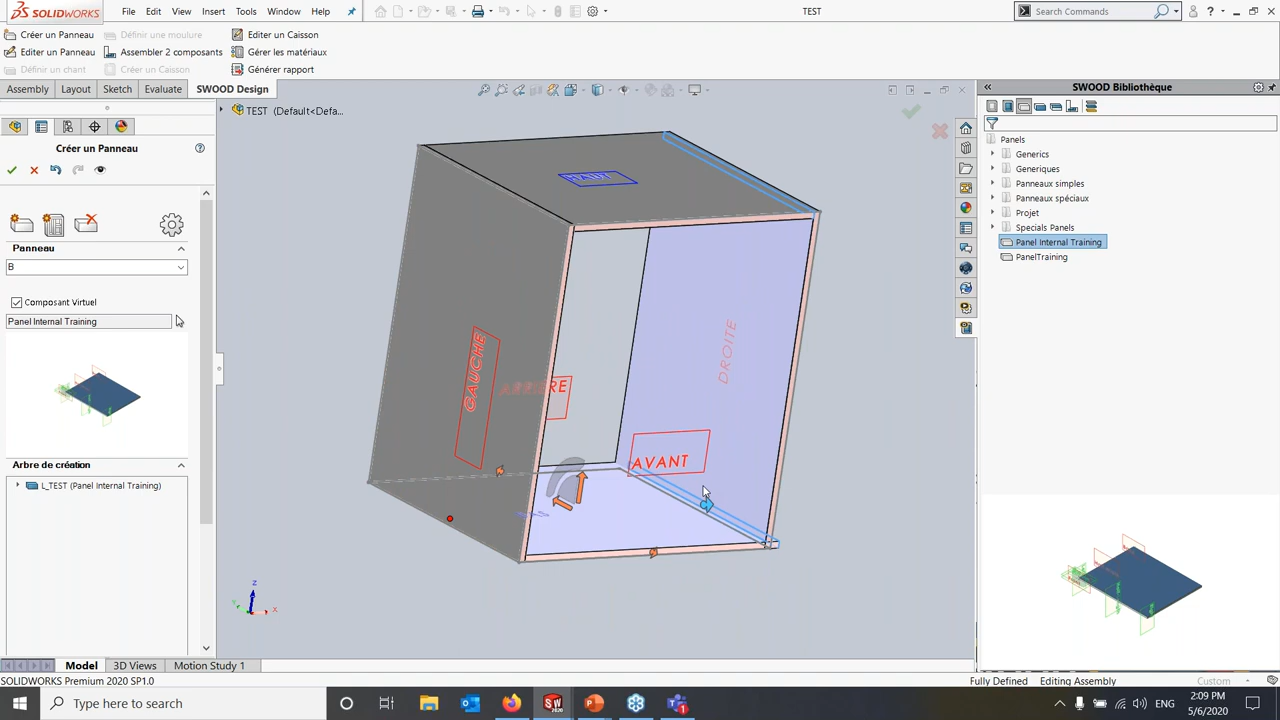 SOLIDWORKS
File Edit View Insert Tools Window Help
TEST
Search Commands
Créer un Panneau
Définir une moulure
Editer un Caisson
Editer un Panneau
Assembler 2 composants
Gérer les matériaux
Définir un chant
Créer un Caisson
Générer rapport
Assembly Layout Sketch Evaluate SWOOD Design
SWOOD Bibliothèque
TEST (Default<Defa...
Créer un Panneau
Panneau
B
Composant Virtuel
Panel Internal Training
Arbre de création
L_TEST (Panel Internal Training)
HAUT
GAUCHE
ARRIERE
DROITE
AVANT
Z
Y
X
Panels
Generics
Generiques
Panneaux simples
Panneaux spéciaux
Projet
Specials Panels
Panel Internal Training
PanelTraining
Model 3D Views Motion Study 1
SOLIDWORKS Premium 2020 SP1.0
Fully Defined Editing Assembly Custom
Type here to search
ENG
2:09 PM
5/6/2020